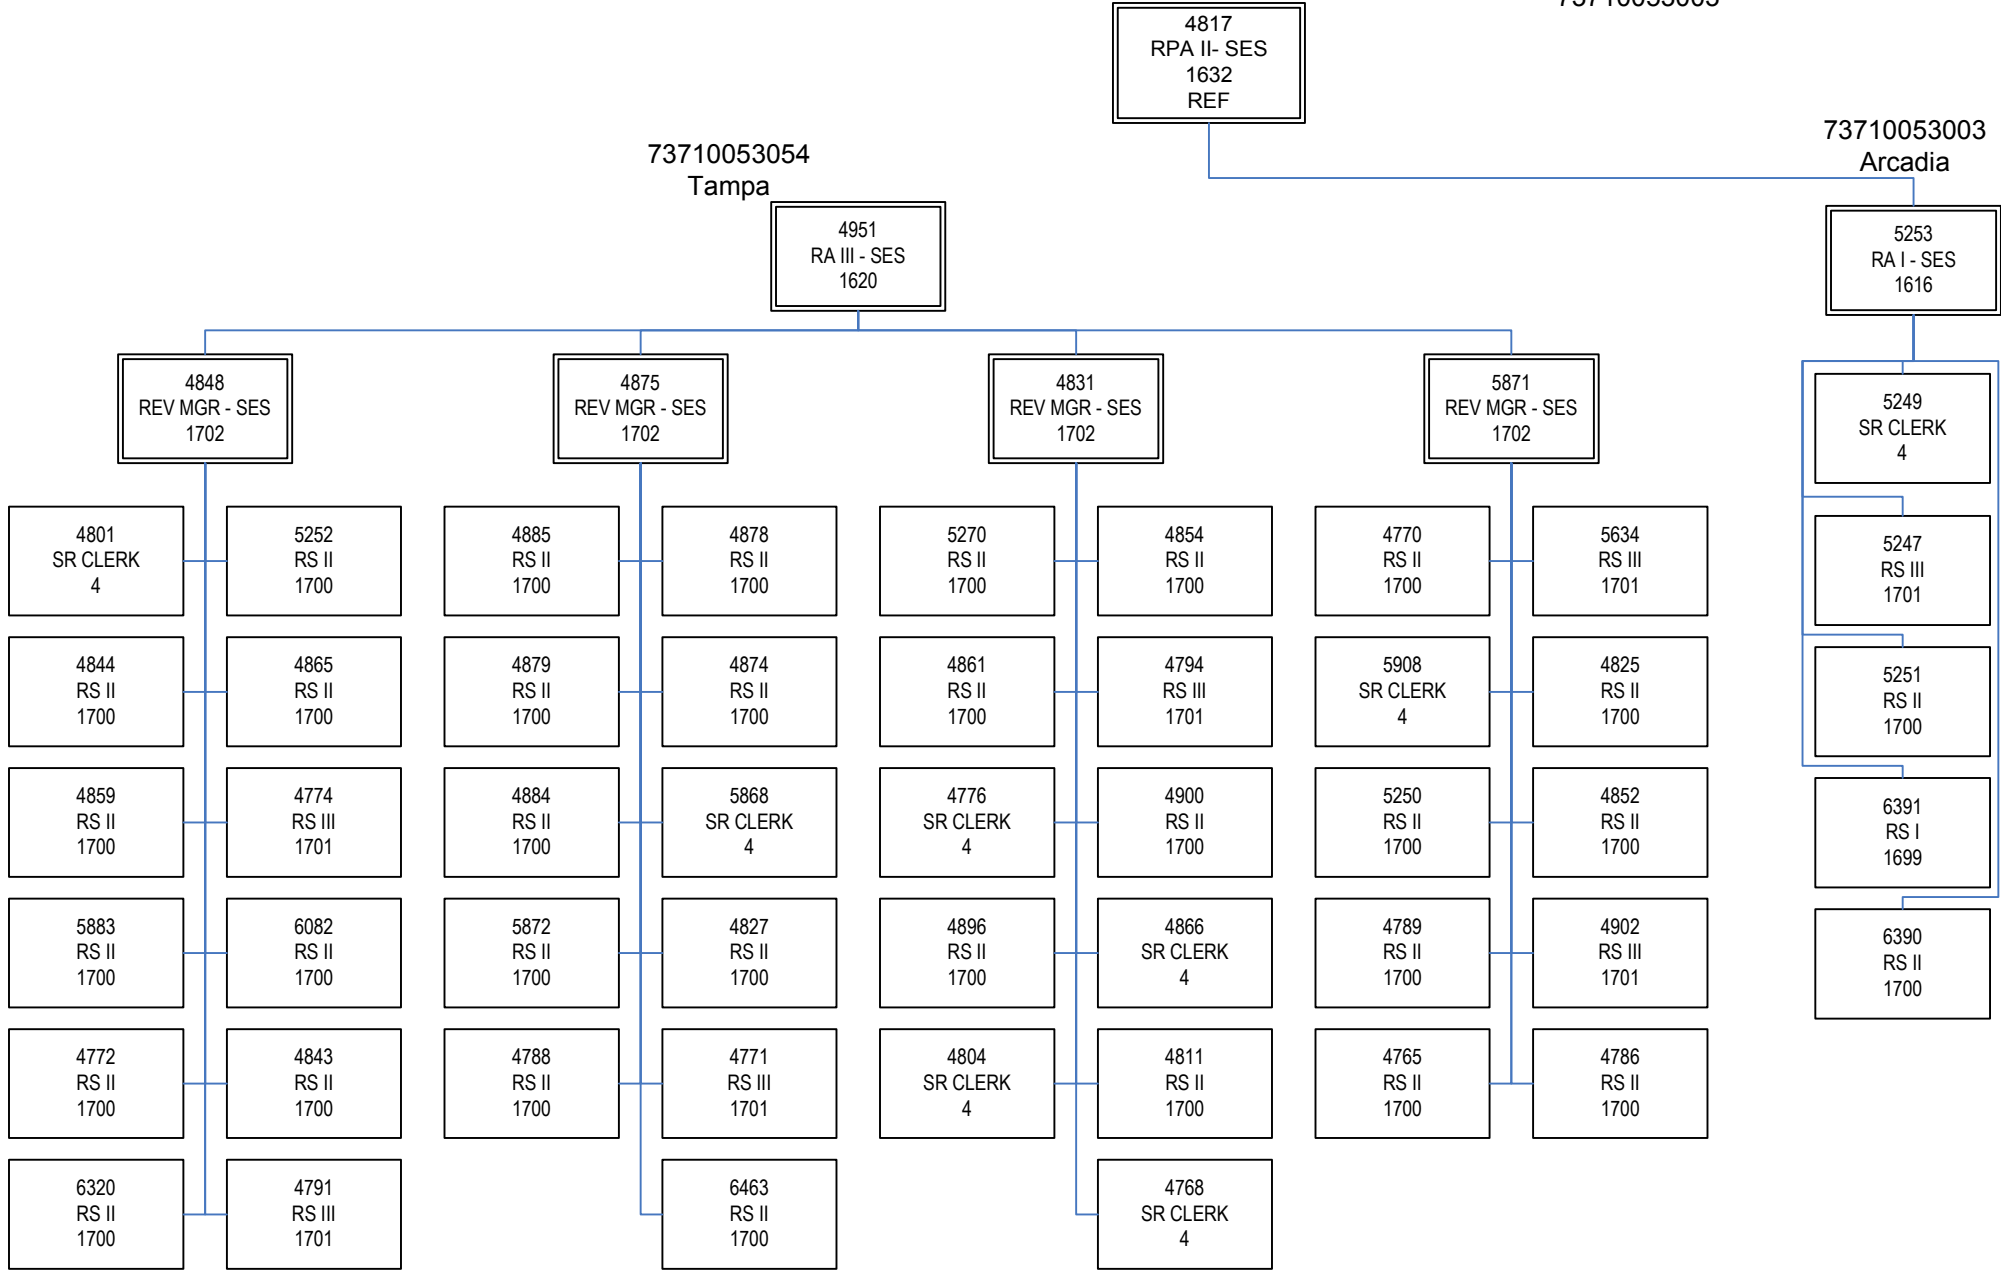 4817
RPA II- SES
1632
REF
73710053054
Tampa
73710053003
Arcadia
4951
RA III - SES
1620
5253
RA I - SES
1616
4848
REV MGR - SES
1702
4875
REV MGR - SES
1702
4831
REV MGR - SES
1702
5871
REV MGR - SES
1702
5249
SR CLERK
4
4801
SR CLERK
4
5252
RS II
1700
4885
RS II
1700
4878
RS II
1700
5270
RS II
1700
4854
RS II
1700
4770
RS II
1700
5634
RS III
1701
5247
RS III
1701
4844
RS II
1700
4865
RS II
1700
4879
RS II
1700
4874
RS II
1700
4861
RS II
1700
4794
RS III
1701
5908
SR CLERK
4
4825
RS II
1700
5251
RS II
1700
4859
RS II
1700
4774
RS III
1701
4884
RS II
1700
5868
SR CLERK
4
4776
SR CLERK
4
4900
RS II
1700
5250
RS II
1700
4852
RS II
1700
6391
RS I
1699
5883
RS II
1700
6082
RS II
1700
5872
RS II
1700
4827
RS II
1700
4896
RS II
1700
4866
SR CLERK
4
4789
RS II
1700
4902
RS III
1701
6390
RS II
1700
4772
RS II
1700
4843
RS II
1700
4788
RS II
1700
4771
RS III
1701
4804
SR CLERK
4
4811
RS II
1700
4765
RS II
1700
4786
RS II
1700
6320
RS II
1700
4791
RS III
1701
6463
RS II
1700
4768
SR CLERK
4